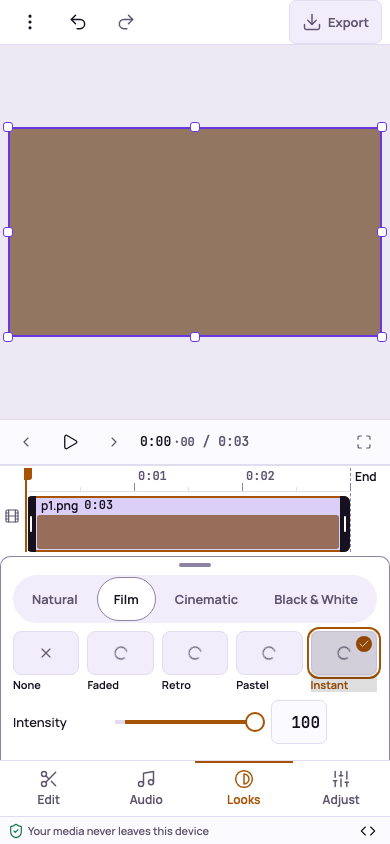 Export
0:00·00 / 0:03
0:01 0:02 End
p1.png 0:03
Natural Film Cinematic Black & White
None Faded Retro Pastel Instant
Intensity 100
Edit Audio Looks Adjust
Your media never leaves this device